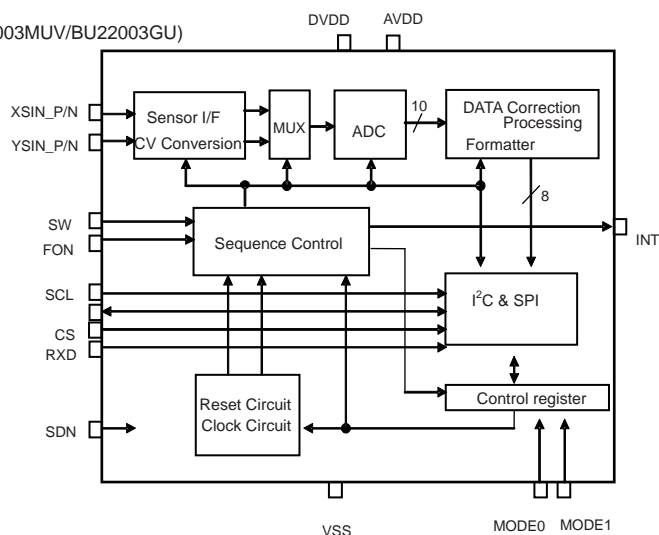 003MUV/BU22003GU)
DVDD
AVDD
XSIN_P/N
YSIN_P/N
Sensor I/F
CV Conversion
MUX
ADC
10
DATA Correction
Processing
Formatter
8
SW
FON
Sequence Control
INT
SCL
CS
RXD
I²C & SPI
Reset Circuit
Clock Circuit
Control register
SDN
VSS
MODE0
MODE1